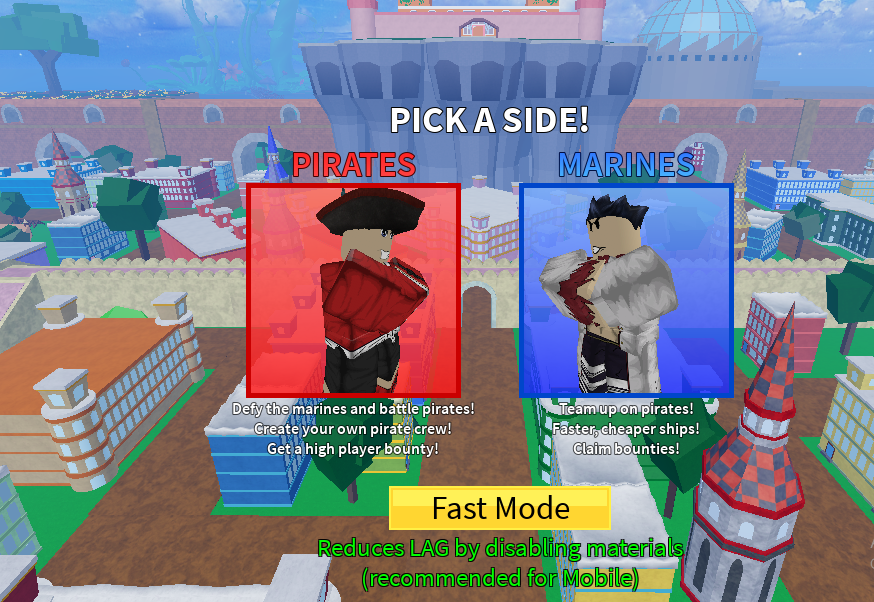 PICK A SIDE!
PIRATES
MARINES
Defy the marines and battle pirates!
Create your own pirate crew!
Get a high player bounty!
Team up on pirates!
Faster, cheaper ships!
Claim bounties!
Fast Mode
Reduces LAG by disabling materials
(recommended for Mobile)